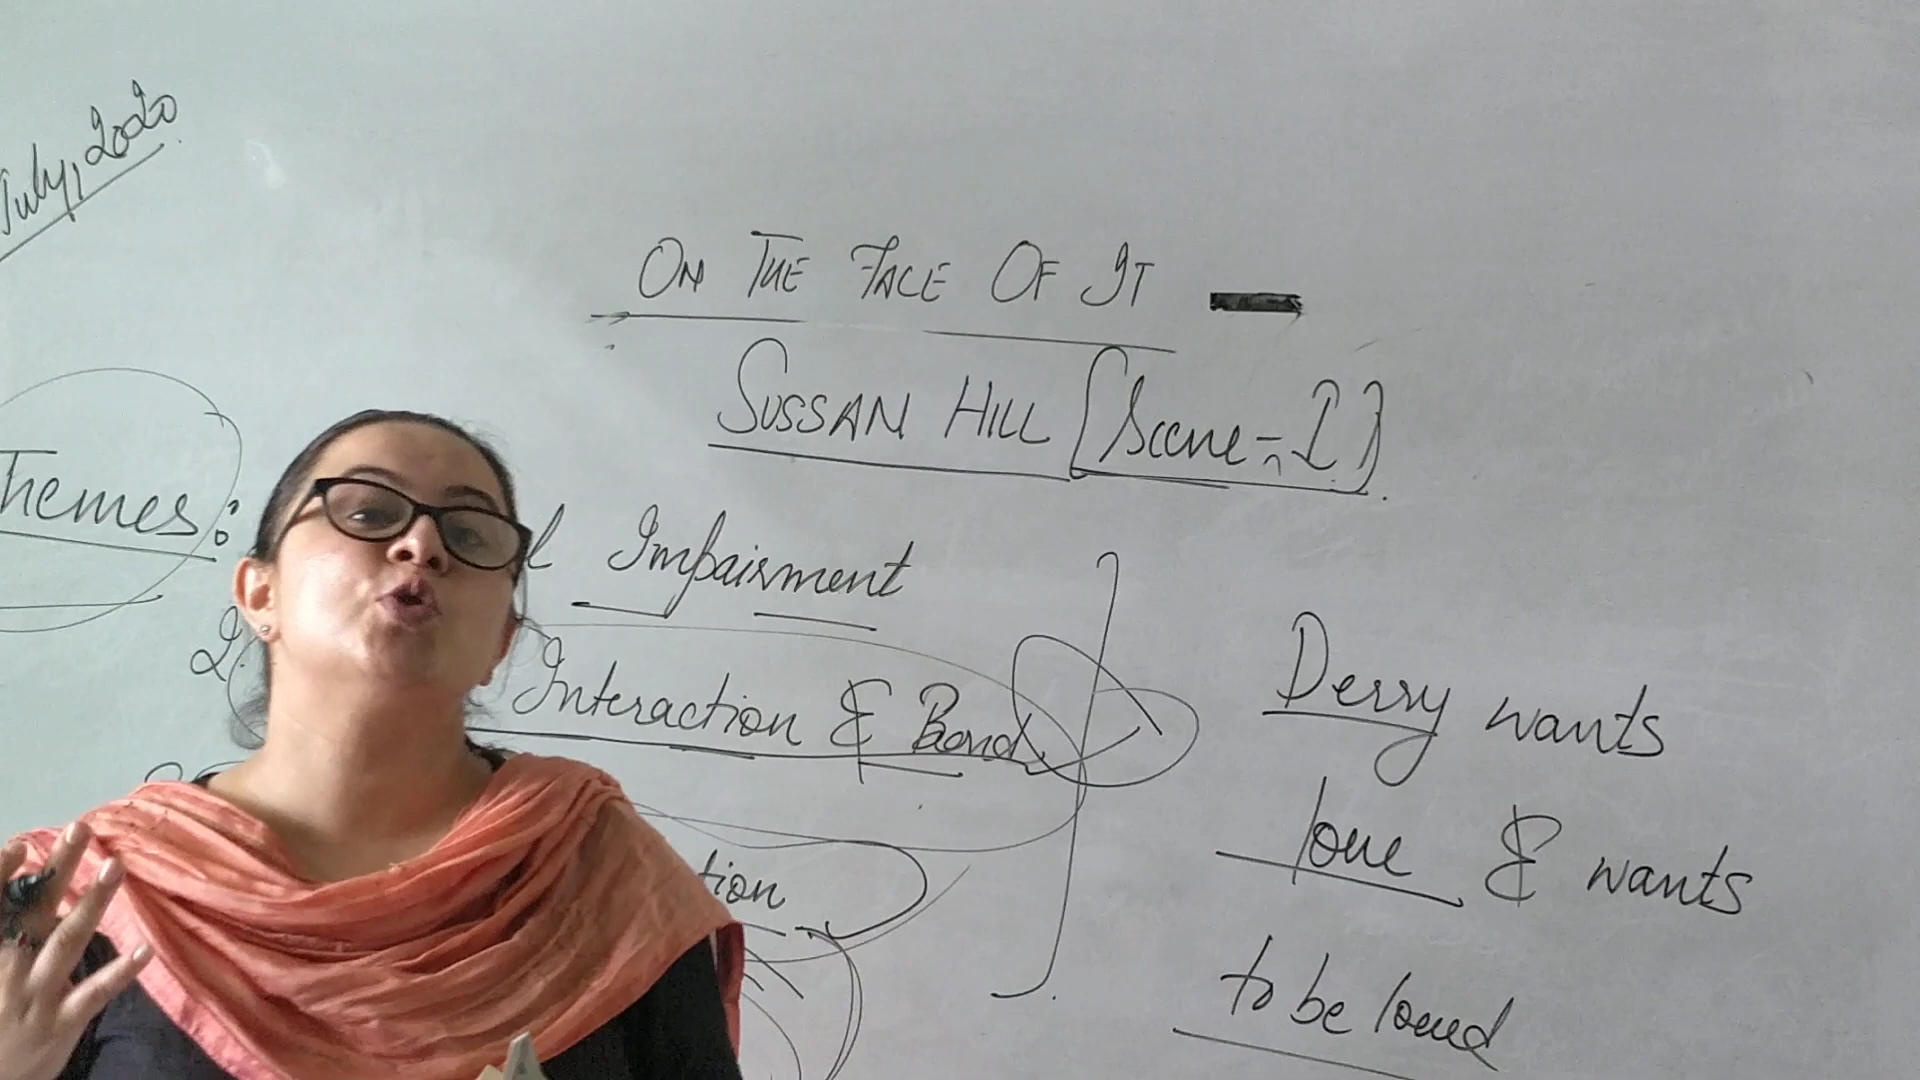 July, 2020
ON THE FACE OF IT -
SUSSAN HILL [Scene-I]
Themes:
l Impairment
2. Interaction & Bond
tion
Derry wants
love & wants
to be loved